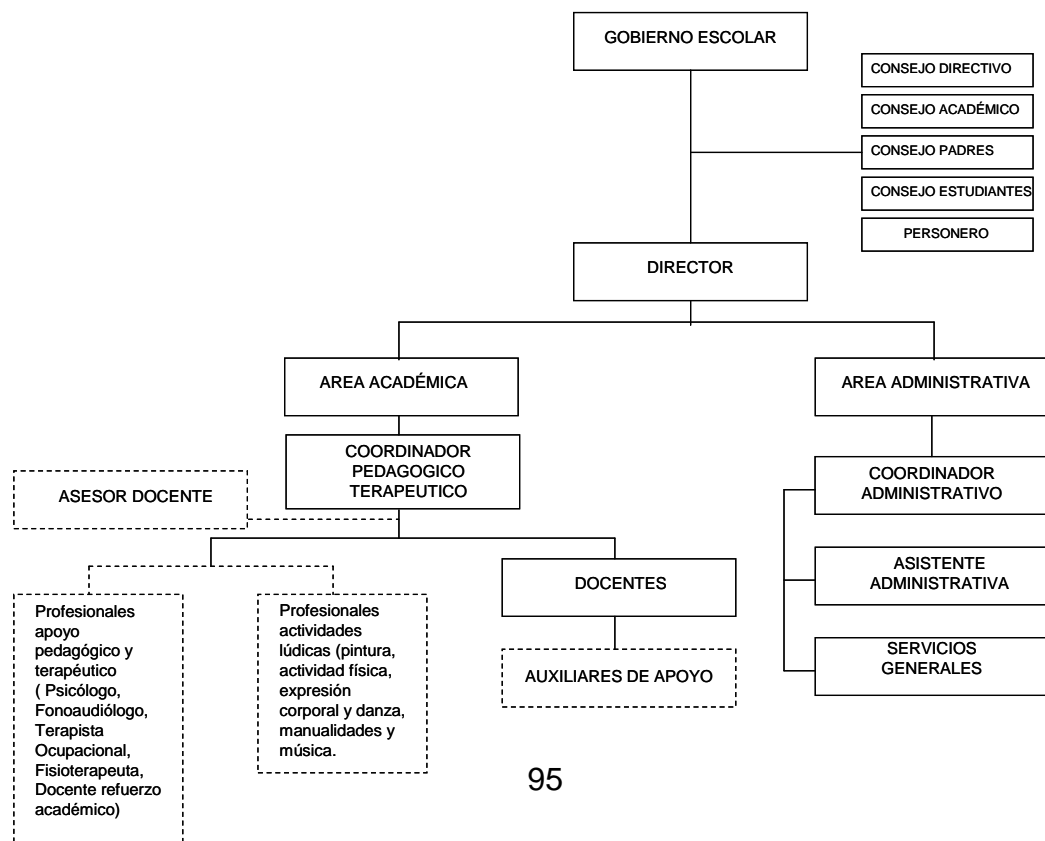 GOBIERNO ESCOLAR
CONSEJO DIRECTIVO
CONSEJO ACADÉMICO
CONSEJO PADRES
CONSEJO ESTUDIANTES
PERSONERO
DIRECTOR
AREA ACADÉMICA
AREA ADMINISTRATIVA
COORDINADOR
PEDAGOGICO
TERAPEUTICO
ASESOR DOCENTE
COORDINADOR
ADMINISTRATIVO
ASISTENTE
ADMINISTRATIVA
SERVICIOS
GENERALES
DOCENTES
AUXILIARES DE APOYO
Profesionales
apoyo
pedagógico y
terapéutico
( Psicólogo,
Fonoaudiólogo,
Terapista
Ocupacional,
Fisioterapeuta,
Docente refuerzo
académico)
Profesionales
actividades
lúdicas (pintura,
actividad física,
expresión
corporal y danza,
manualidades y
música.
95